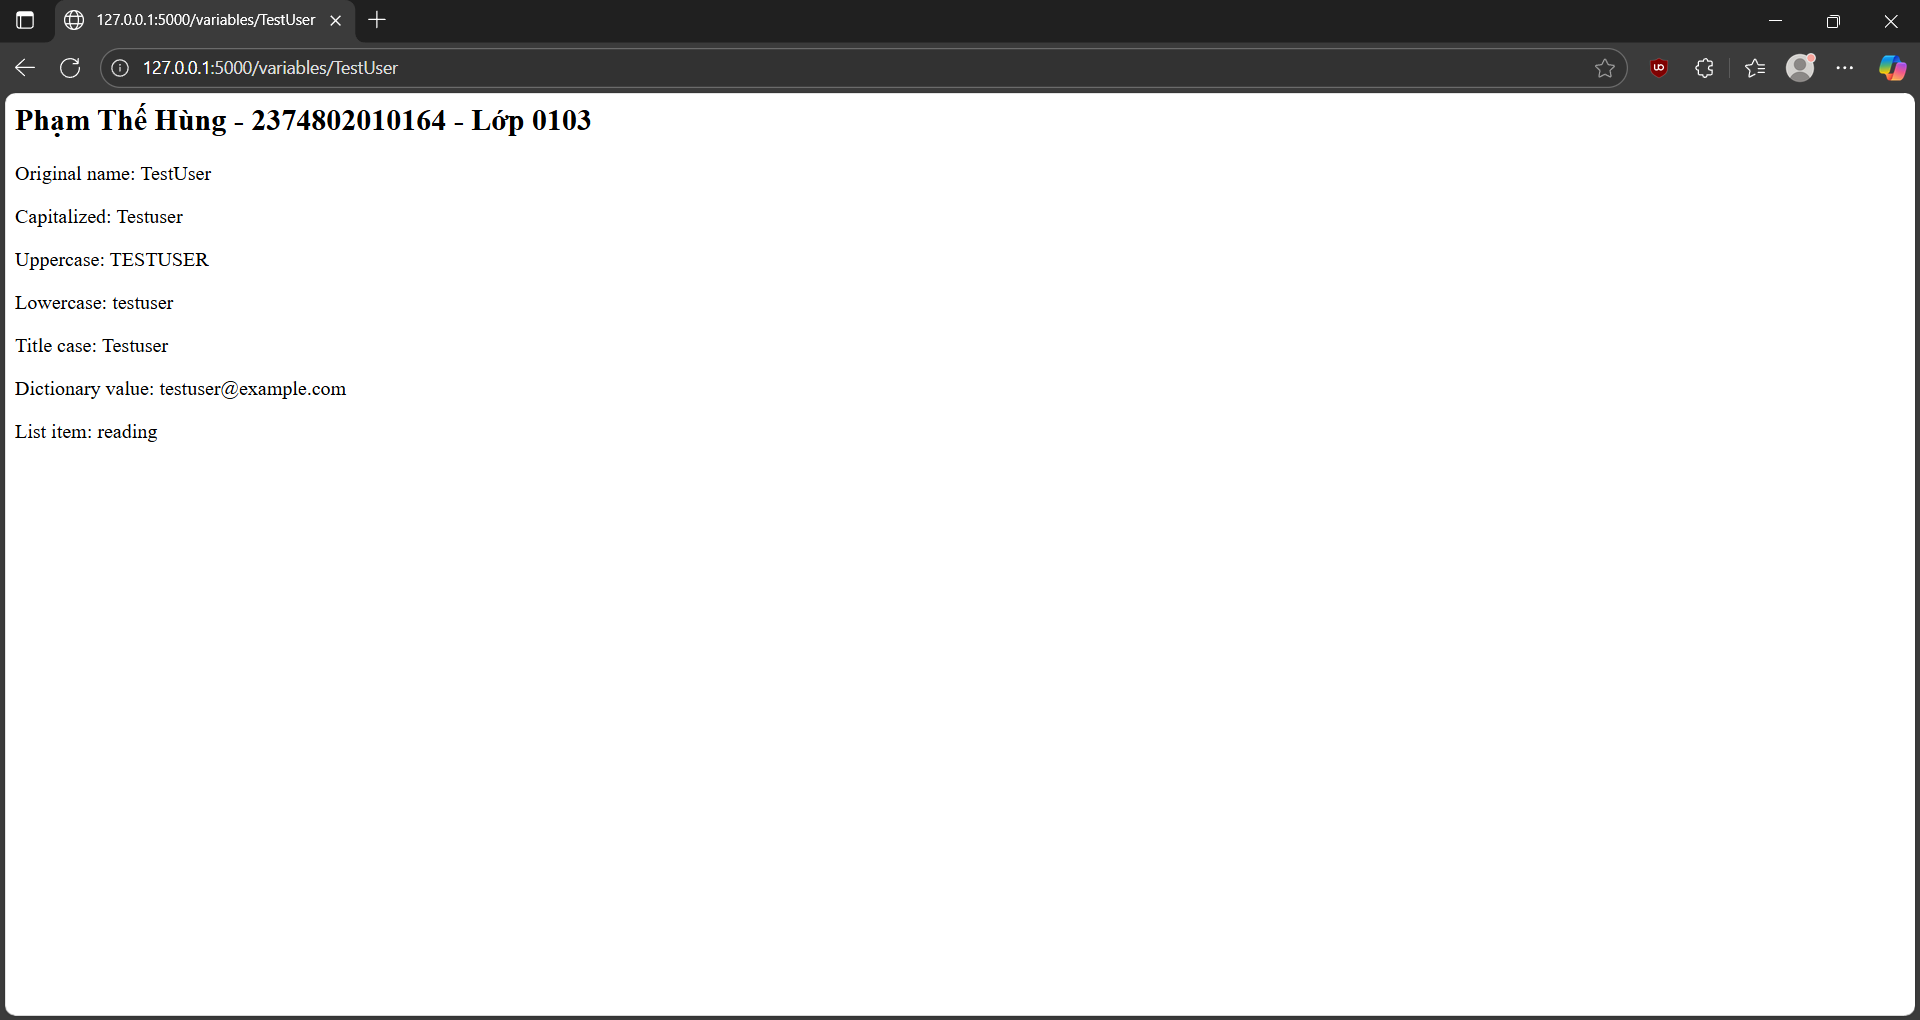 127.0.0.1:5000/variables/TestUser
127.0.0.1:5000/variables/TestUser
Phạm Thế Hùng - 2374802010164 - Lớp 0103
Original name: TestUser
Capitalized: Testuser
Uppercase: TESTUSER
Lowercase: testuser
Title case: Testuser
Dictionary value: testuser@example.com
List item: reading